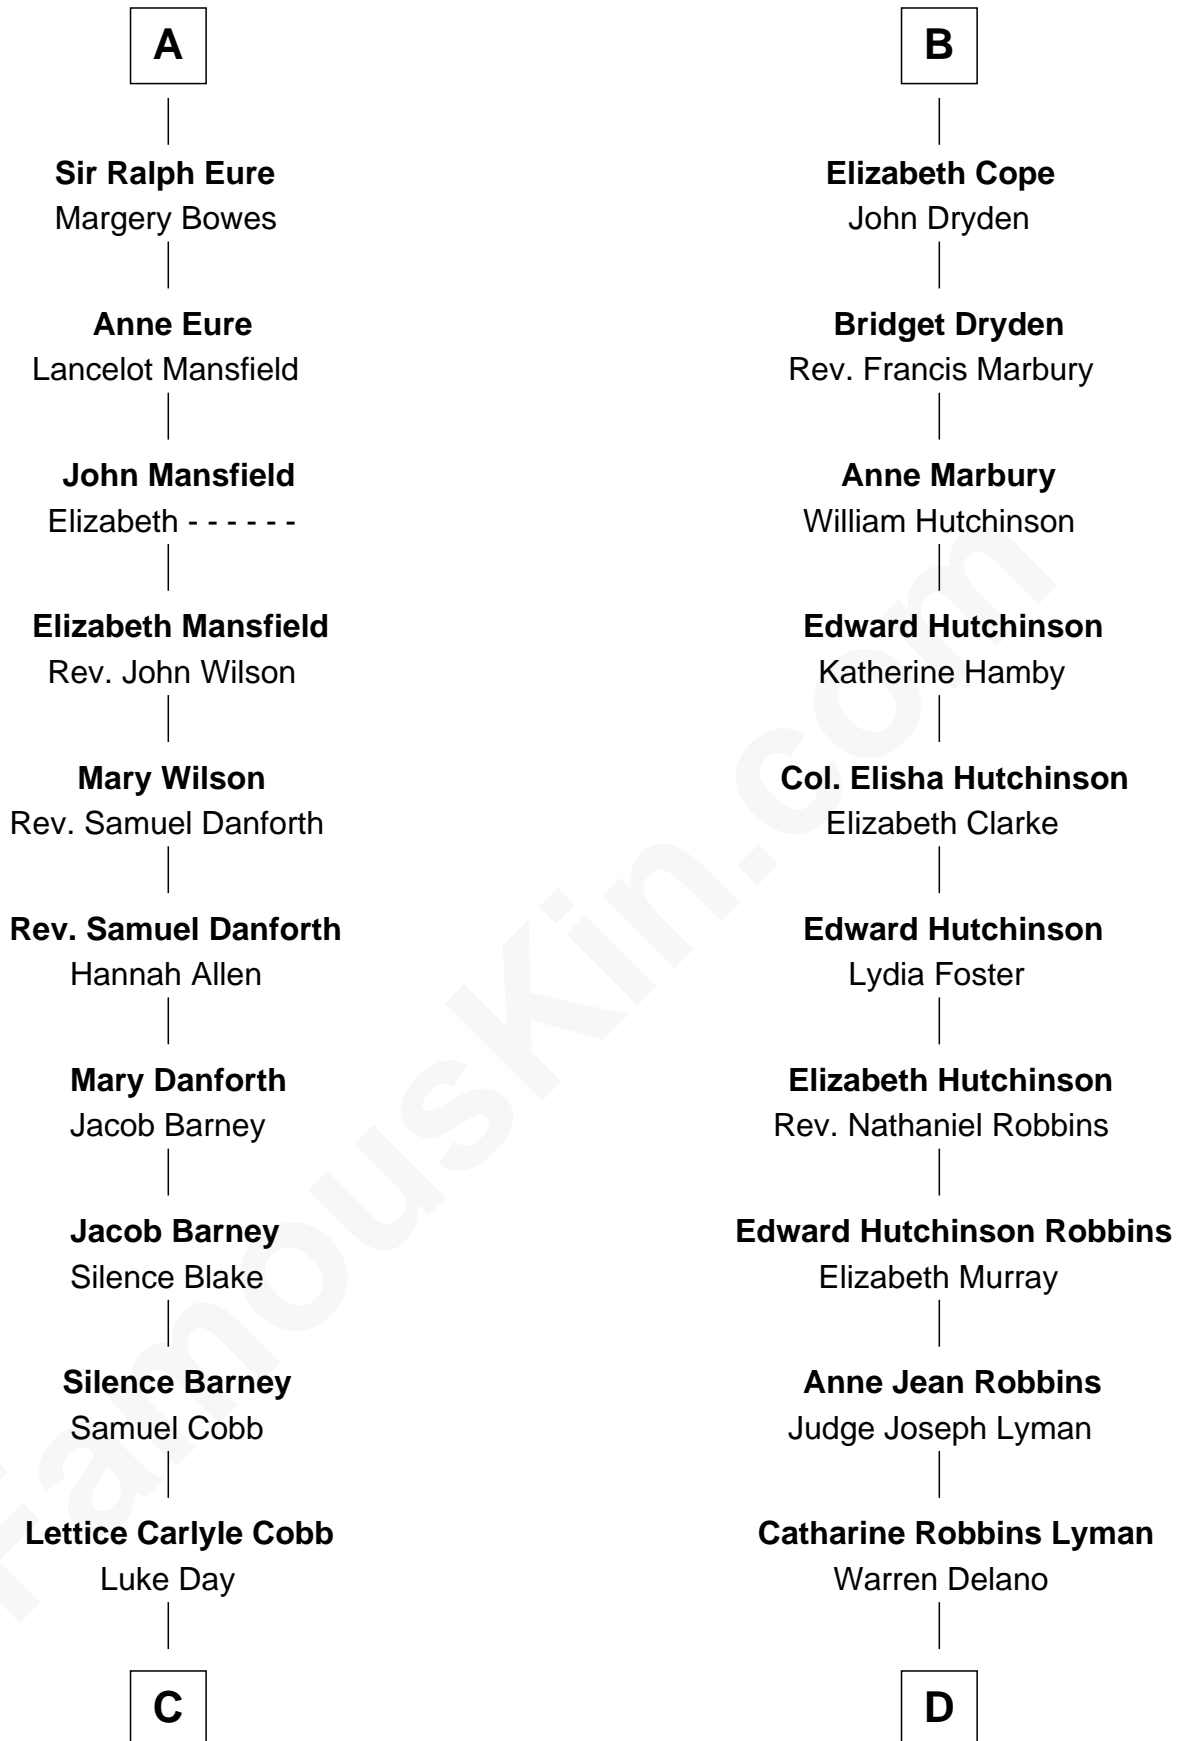 A
Sir Ralph Eure
Margery Bowes
Anne Eure
Lancelot Mansfield
John Mansfield
Elizabeth - - - - - -
Elizabeth Mansfield
Rev. John Wilson
Mary Wilson
Rev. Samuel Danforth
Rev. Samuel Danforth
Hannah Allen
Mary Danforth
Jacob Barney
Jacob Barney
Silence Blake
Silence Barney
Samuel Cobb
Lettice Carlyle Cobb
Luke Day
C
B
Elizabeth Cope
John Dryden
Bridget Dryden
Rev. Francis Marbury
Anne Marbury
William Hutchinson
Edward Hutchinson
Katherine Hamby
Col. Elisha Hutchinson
Elizabeth Clarke
Edward Hutchinson
Lydia Foster
Elizabeth Hutchinson
Rev. Nathaniel Robbins
Edward Hutchinson Robbins
Elizabeth Murray
Anne Jean Robbins
Judge Joseph Lyman
Catharine Robbins Lyman
Warren Delano
D
FamousKin.com